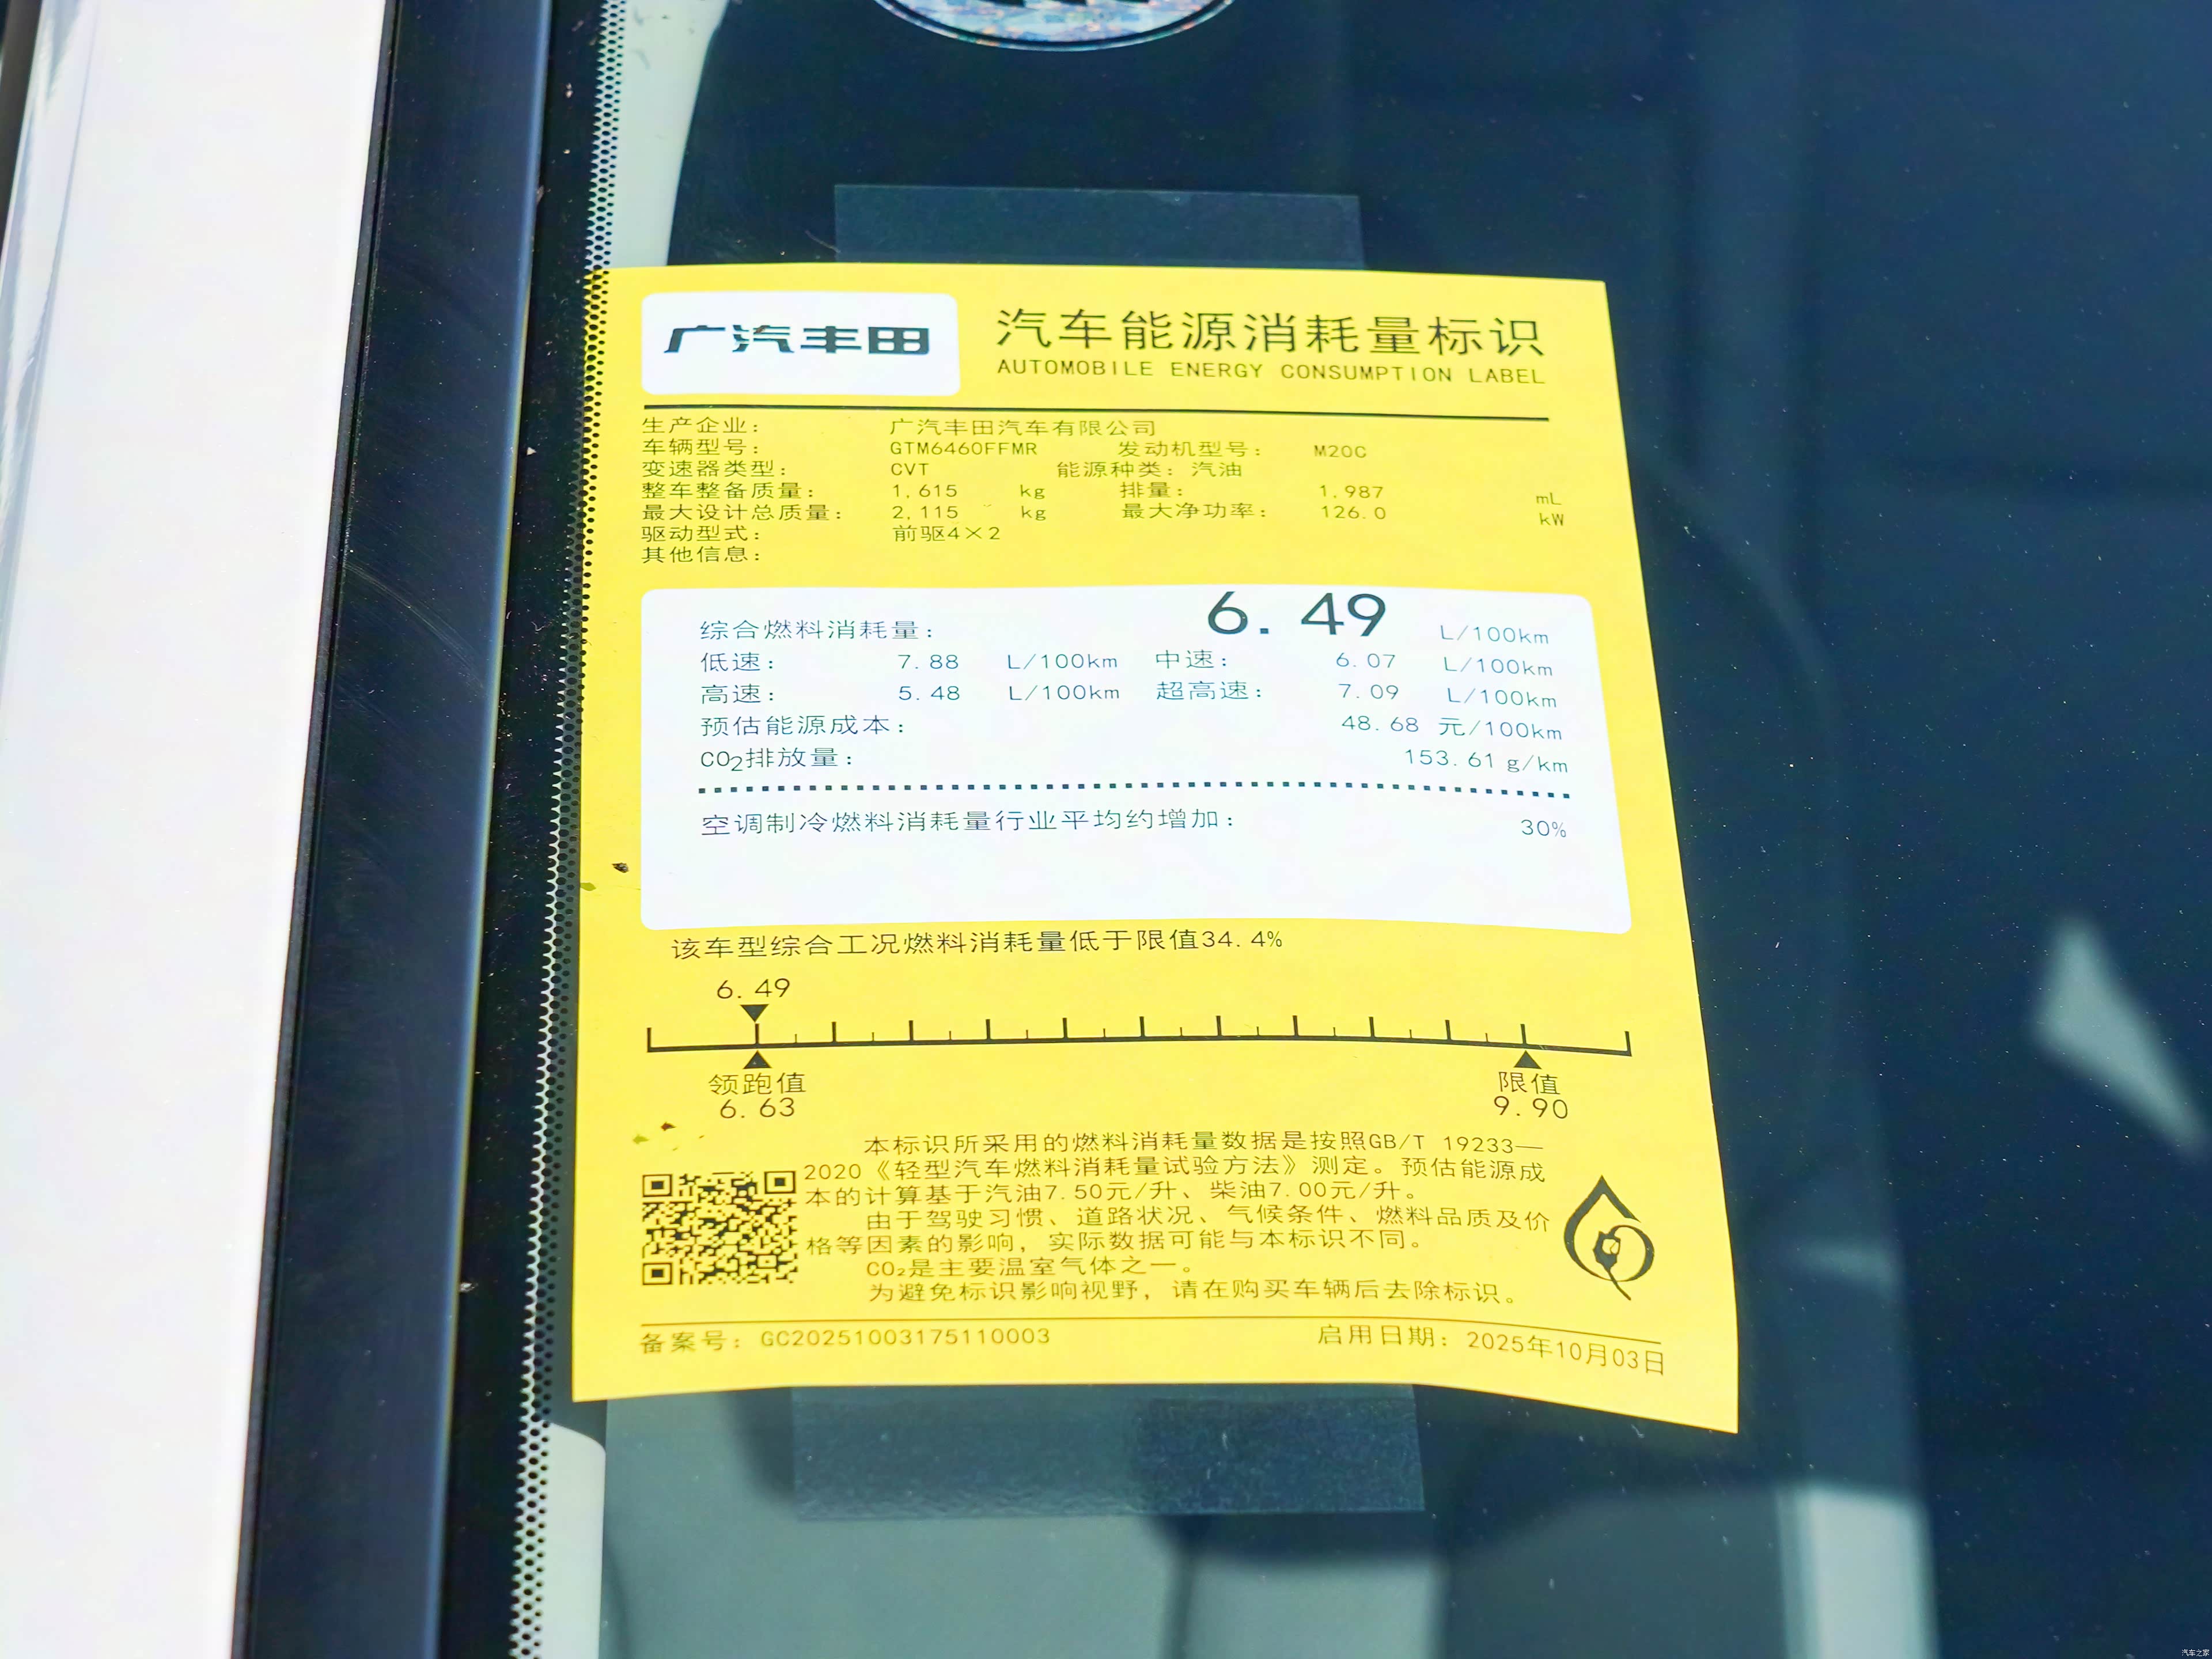 广汽丰田
汽车能源消耗量标识
AUTOMOBILE ENERGY CONSUMPTION LABEL
生产企业： 广汽丰田汽车有限公司
车辆型号： GTM6460FFMR 发动机型号： M20C
变速器类型： CVT 能源种类： 汽油
整车整备质量： 1,615 kg 排量： 1,987 mL
最大设计总质量： 2,115 kg 最大净功率： 126.0 kW
驱动型式： 前驱4×2
其他信息：
综合燃料消耗量： 6.49 L/100km
低速： 7.88 L/100km 中速： 6.07 L/100km
高速： 5.48 L/100km 超高速： 7.09 L/100km
预估能源成本： 48.68 元/100km
CO2排放量： 153.61 g/km
空调制冷燃料消耗量行业平均约增加： 30%
该车型综合工况燃料消耗量低于限值34.4%
6.49
领跑值 限值
6.63 9.90
本标识所采用的燃料消耗量数据是按照GB/T 19233—
2020《轻型汽车燃料消耗量试验方法》测定。预估能源成
本的计算基于汽油7.50元/升、柴油7.00元/升。
由于驾驶习惯、道路状况、气候条件、燃料品质及价
格等因素的影响，实际数据可能与本标识不同。
CO₂是主要温室气体之一。
为避免标识影响视野，请在购买车辆后去除标识。
备案号：GC20251003175110003 启用日期：2025年10月03日
汽车之家